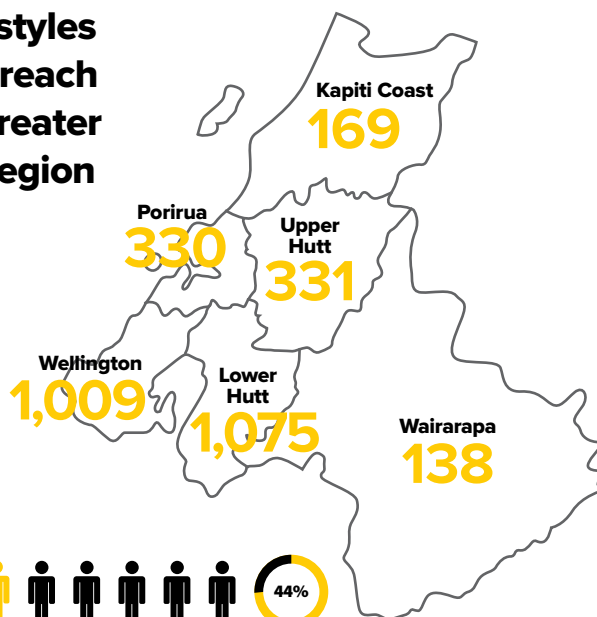 styles
reach
reater
egion
Kapiti Coast
169
Porirua
330
Upper
Hutt
331
Wellington
1,009
Lower
Hutt
1,075
Wairarapa
138
44%